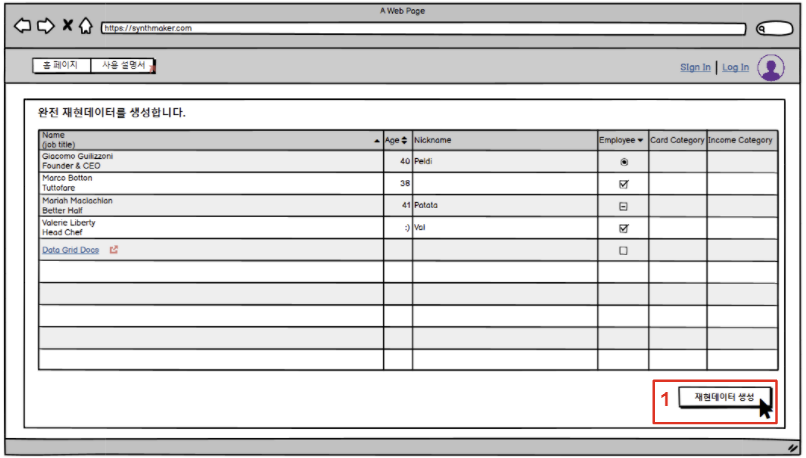 A Web Page
https://synthmaker.com
홈 페이지 사용 설명서
Sign In | Log In
완전 재현데이터를 생성합니다.
Name
(job title) Age Nickname Employee Card Category Income Category
Giacomo Guilizzoni
Founder & CEO 40 Peldi
Marco Botton
Tuttofare 38
Mariah Maclachlan
Better Half 41 Patata
Valerie Liberty
Head Chef :) Val
Data Grid Docs
1 재현데이터 생성